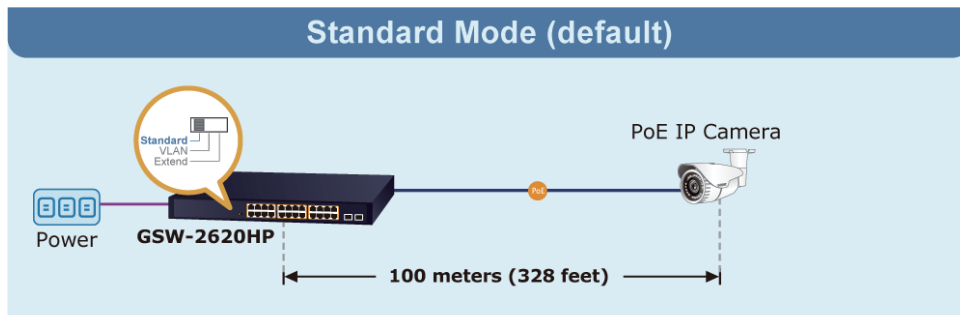 Standard Mode (default)
Standard
VLAN
Extend
PoE IP Camera
PoE
Power
GSW-2620HP
100 meters (328 feet)